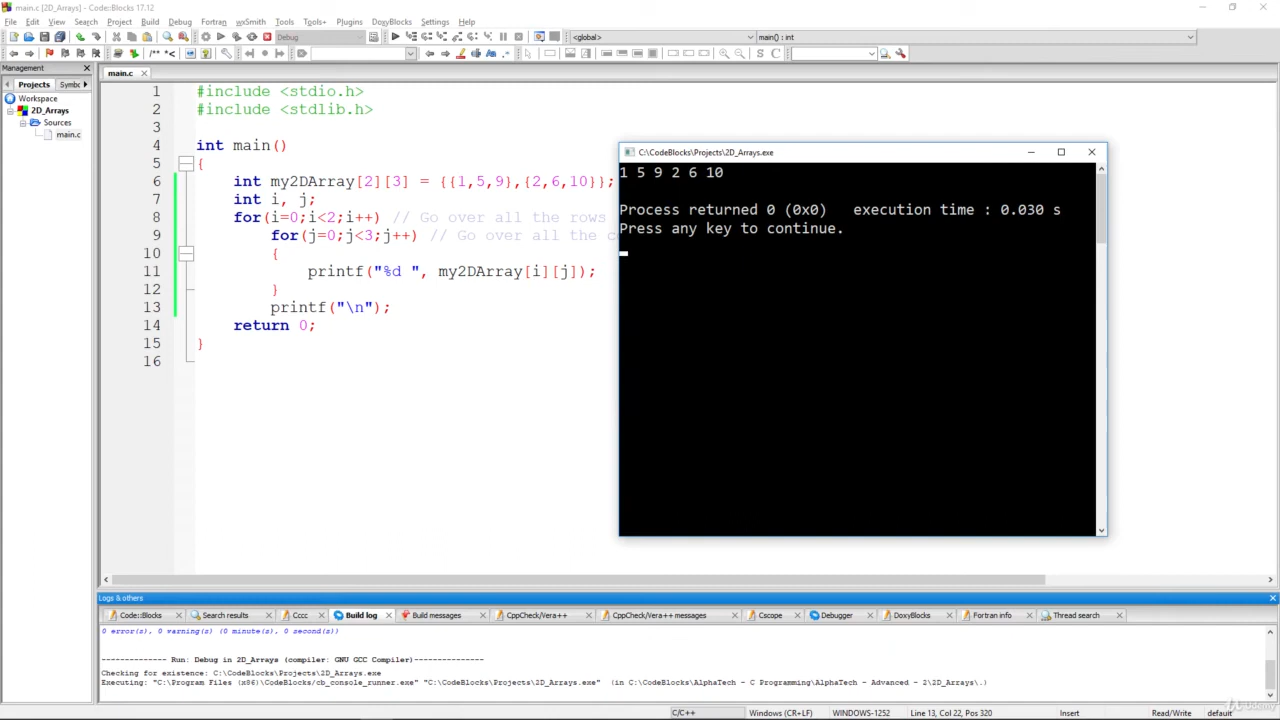 main.c [2D_Arrays] - Code::Blocks 17.12
File Edit View Search Project Build Debug Fortran wxSmith Tools Tools+ Plugins DoxyBlocks Settings Help
Debug
<global>
main() : int
/** *<
S C
Management
Projects Symbc
Workspace
2D_Arrays
Sources
main.c
main.c
1 #include <stdio.h>
2 #include <stdlib.h>
3
4 int main()
5 {
6 int my2DArray[2][3] = {{1,5,9},{2,6,10}};
7 int i, j;
8 for(i=0;i<2;i++) // Go over all the rows
9 for(j=0;j<3;j++) // Go over all the c
10 {
11 printf("%d ", my2DArray[i][j]);
12 }
13 printf("\n");
14 return 0;
15 }
16
C:\CodeBlocks\Projects\2D_Arrays.exe
1 5 9 2 6 10
Process returned 0 (0x0)   execution time : 0.030 s
Press any key to continue.
Logs & others
Code::Blocks Search results Cccc Build log Build messages CppCheck/Vera++ CppCheck/Vera++ messages Cscope Debugger DoxyBlocks Fortran info Thread search
0 error(s), 0 warning(s) (0 minute(s), 0 second(s))
-------------- Run: Debug in 2D_Arrays (compiler: GNU GCC Compiler)---------------
Checking for existence: C:\CodeBlocks\Projects\2D_Arrays.exe
Executing: "C:\Program Files (x86)\CodeBlocks/cb_console_runner.exe" "C:\CodeBlocks\Projects\2D_Arrays.exe"  (in C:\CodeBlocks\AlphaTech - C Programming\AlphaTech - Advanced - 2\2D_Arrays\.)
C/C++ Windows (CR+LF) WINDOWS-1252 Line 13, Col 22, Pos 320 Insert Read/Write default
Udemy